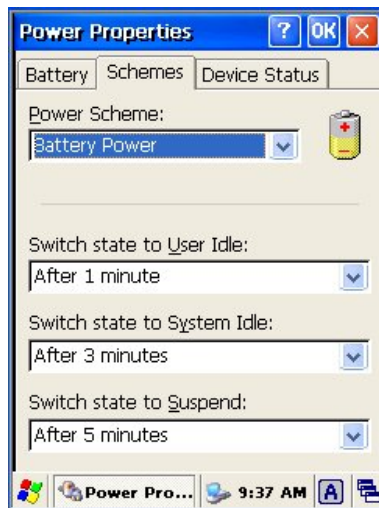 Power Properties ? OK
Battery Schemes Device Status
Power Scheme:
Battery Power
Switch state to User Idle:
After 1 minute
Switch state to System Idle:
After 3 minutes
Switch state to Suspend:
After 5 minutes
Power Pro... 9:37 AM A